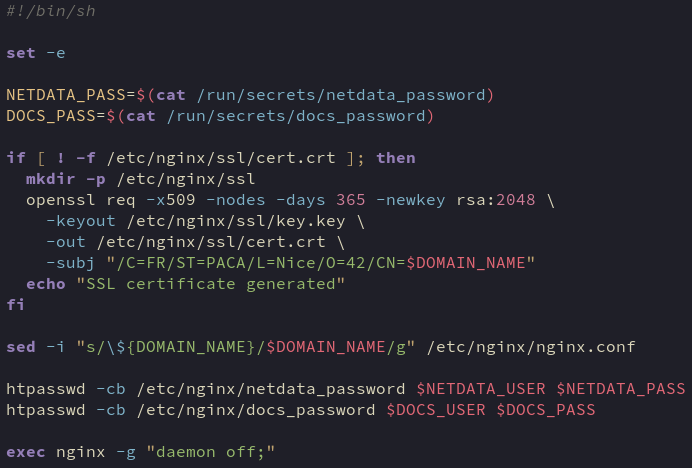 #!/bin/sh

set -e

NETDATA_PASS=$(cat /run/secrets/netdata_password)
DOCS_PASS=$(cat /run/secrets/docs_password)

if [ ! -f /etc/nginx/ssl/cert.crt ]; then
  mkdir -p /etc/nginx/ssl
  openssl req -x509 -nodes -days 365 -newkey rsa:2048 \
    -keyout /etc/nginx/ssl/key.key \
    -out /etc/nginx/ssl/cert.crt \
    -subj "/C=FR/ST=PACA/L=Nice/O=42/CN=$DOMAIN_NAME"
  echo "SSL certificate generated"
fi

sed -i "s/\${DOMAIN_NAME}/$DOMAIN_NAME/g" /etc/nginx/nginx.conf

htpasswd -cb /etc/nginx/netdata_password $NETDATA_USER $NETDATA_PASS
htpasswd -cb /etc/nginx/docs_password $DOCS_USER $DOCS_PASS

exec nginx -g "daemon off;"